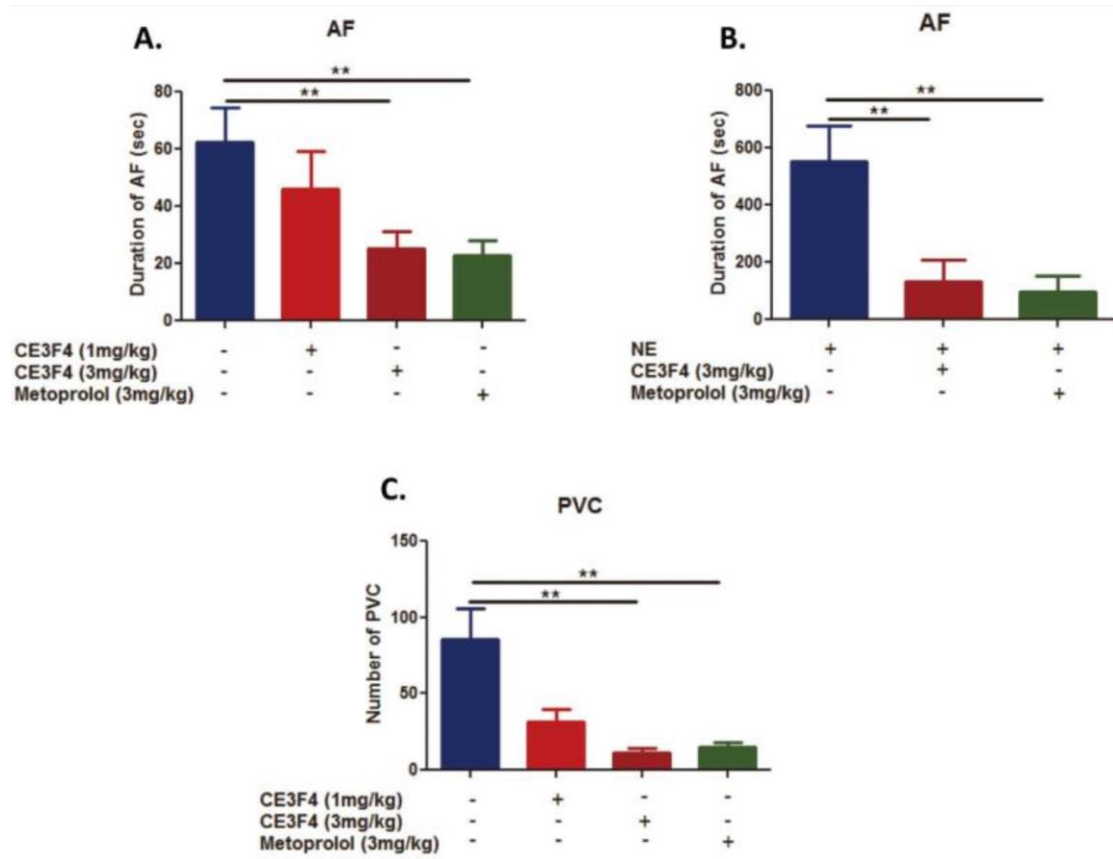 A.
AF
Duration of AF (sec)
80
60
40
20
0
**
**
CE3F4 (1mg/kg) - + - -
CE3F4 (3mg/kg) - - + -
Metoprolol (3mg/kg) - - - +
B.
AF
Duration of AF (sec)
800
600
400
200
0
**
**
NE + + +
CE3F4 (3mg/kg) - + -
Metoprolol (3mg/kg) - - +
C.
PVC
Number of PVC
150
100
50
0
**
**
CE3F4 (1mg/kg) - + - -
CE3F4 (3mg/kg) - - + -
Metoprolol (3mg/kg) - - - +